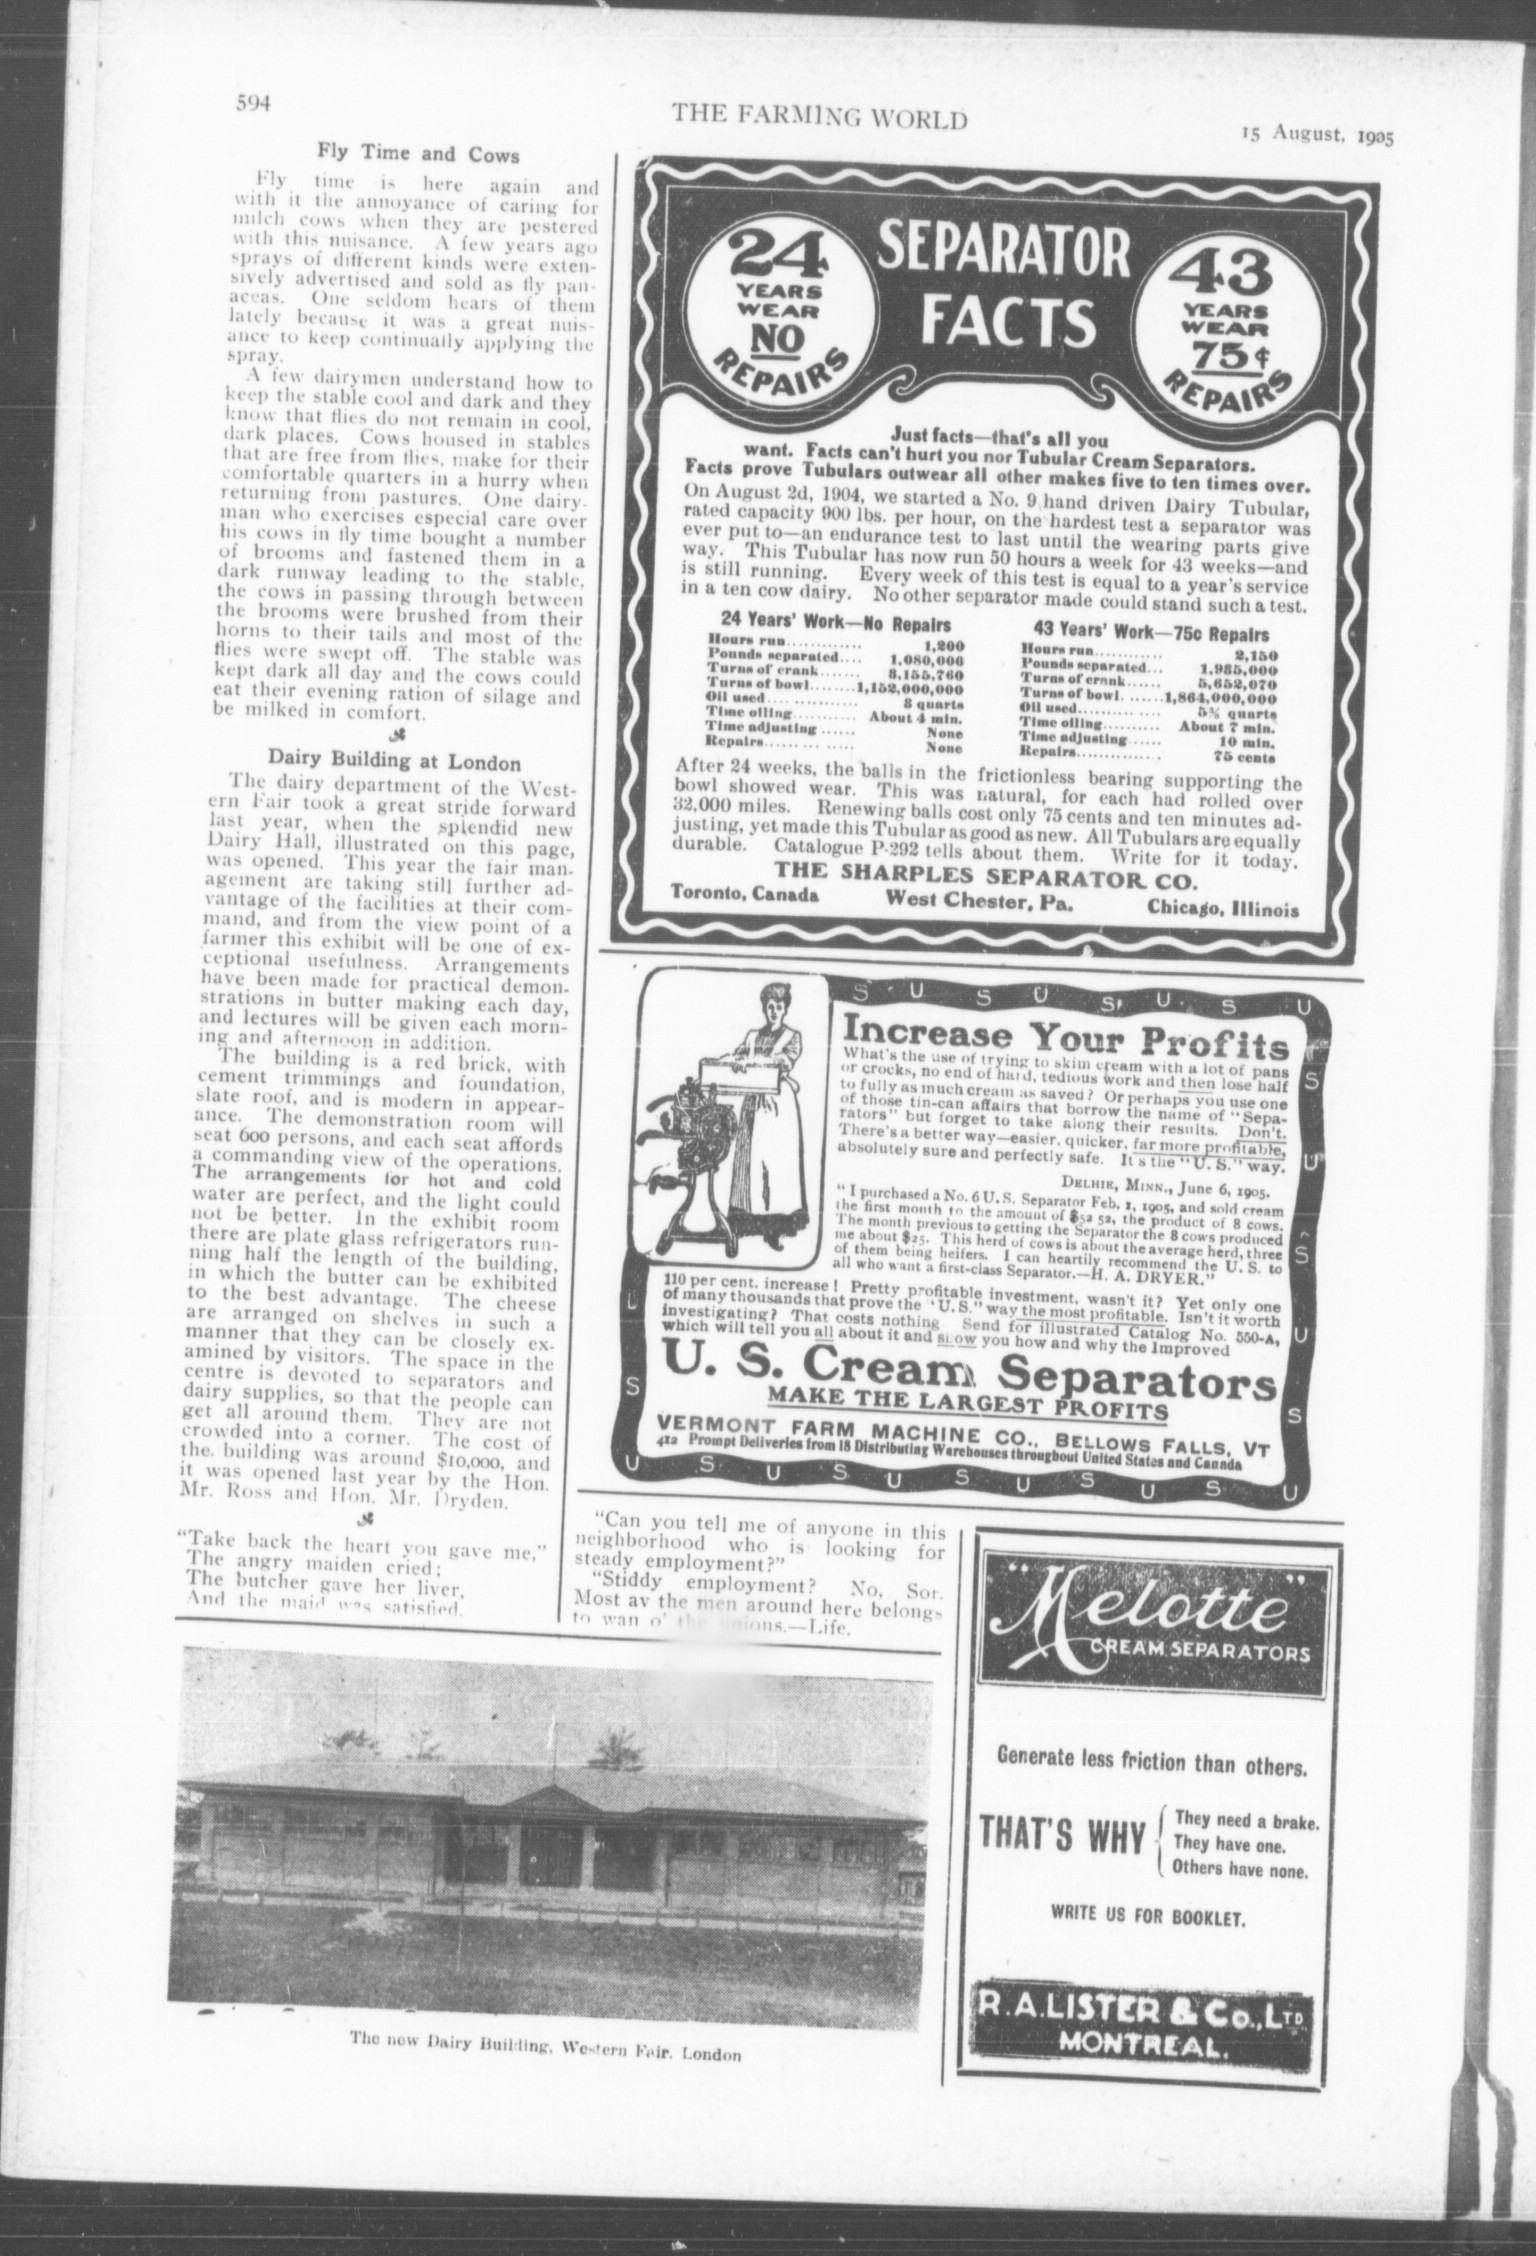 594
THE FARMING WORLD
15 August, 1905
Fly Time and Cows
Fly time is here again and
with it the annoyance of caring for
milch cows when they are pestered
with this nuisance. A few years ago
sprays of different kinds were exten-
sively advertised and sold as fly pan-
aceas. One seldom hears of them
lately because it was a great nuis-
ance to keep continually applying the
spray.
A few dairymen understand how to
keep the stable cool and dark and they
know that flies do not remain in cool,
dark places. Cows housed in stables
that are free from flies, make for their
comfortable quarters in a hurry when
returning from pastures. One dairy-
man who exercises especial care over
his cows in fly time bought a number
of brooms and fastened them in a
dark runway leading to the stable,
the cows in passing through between
the brooms were brushed from their
horns to their tails and most of the
flies were swept off. The stable was
kept dark all day and the cows could
eat their evening ration of silage and
be milked in comfort.
Dairy Building at London
The dairy department of the West-
ern Fair took a great stride forward
last year, when the splendid new
Dairy Hall, illustrated on this page,
was opened. This year the fair man-
agement are taking still further ad-
vantage of the facilities at their com-
mand, and from the view point of a
farmer this exhibit will be one of ex-
ceptional usefulness. Arrangements
have been made for practical demon-
strations in butter making each day,
and lectures will be given each morn-
ing and afternoon in addition.
The building is a red brick, with
cement trimmings and foundation,
slate roof, and is modern in appear-
ance. The demonstration room will
seat 600 persons, and each seat affords
a commanding view of the operations.
The arrangements for hot and cold
water are perfect, and the light could
not be better. In the exhibit room
there are plate glass refrigerators run-
ning half the length of the building,
in which the butter can be exhibited
to the best advantage. The cheese
are arranged on shelves in such a
manner that they can be closely ex-
amined by visitors. The space in the
centre is devoted to separators and
dairy supplies, so that the people can
get all around them. They are not
crowded into a corner. The cost of
the building was around $10,000, and
it was opened last year by the Hon.
Mr. Ross and Hon. Mr. Dryden.
"Take back the heart you gave me,"
The angry maiden cried;
The butcher gave her liver,
And the maid was satisfied.
24
YEARS
WEAR
NO
REPAIRS
SEPARATOR
FACTS
43
YEARS
WEAR
75¢
REPAIRS
Just facts—that's all you
want. Facts can't hurt you nor Tubular Cream Separators.
Facts prove Tubulars outwear all other makes five to ten times over.
On August 2d, 1904, we started a No. 9 hand driven Dairy Tubular,
rated capacity 900 lbs. per hour, on the hardest test a separator was
ever put to—an endurance test to last until the wearing parts give
way. This Tubular has now run 50 hours a week for 43 weeks—and
is still running. Every week of this test is equal to a year's service
in a ten cow dairy. No other separator made could stand such a test.
24 Years' Work—No Repairs
Hours run............ 1,200
Pounds separated.... 1,080,000
Turns of crank....... 3,155,760
Turns of bowl.......1,152,000,000
Oil used.... ............ 3 quarts
Time oiling........... About 4 min.
Time adjusting ...... None
Repairs......... ..... None
43 Years' Work—75c Repairs
Hours run........... 2,150
Pounds separated... 1,935,000
Turns of crank...... 5,652,070
Turns of bowl. ......1,864,000,000
Oil used........... .... 5¾ quarts
Time oiling.......... About 7 min.
Time adjusting...... 10 min.
Repairs.............. 75 cents
After 24 weeks, the balls in the frictionless bearing supporting the
bowl showed wear. This was natural, for each had rolled over
32,000 miles. Renewing balls cost only 75 cents and ten minutes ad-
justing, yet made this Tubular as good as new. All Tubulars are equally
durable. Catalogue P-292 tells about them. Write for it today.
THE SHARPLES SEPARATOR CO.
Toronto, Canada West Chester, Pa. Chicago, Illinois
S U S U S U S U
Increase Your Profits
What's the use of trying to skim cream with a lot of pans
or crocks, no end of hard, tedious work and then lose half
to fully as much cream as saved? Or perhaps you use one
of those tin-can affairs that borrow the name of "Sepa-
rators" but forget to take along their results. Don't.
There's a better way—easier, quicker, far more profitable,
absolutely sure and perfectly safe. It's the "U. S." way.
DELHIE, MINN., June 6, 1905.
"I purchased a No. 6 U. S. Separator Feb. 1, 1905, and sold cream
the first month to the amount of $52 52, the product of 8 cows.
The month previous to getting the Separator the 8 cows produced
me about $25. This herd of cows is about the average herd, three
of them being heifers. I can heartily recommend the U. S. to
all who want a first-class Separator.—H. A. DRYER."
110 per cent. increase! Pretty profitable investment, wasn't it? Yet only one
of many thousands that prove the "U. S." way the most profitable. Isn't it worth
investigating? That costs nothing Send for illustrated Catalog No. 550-A,
which will tell you all about it and show you how and why the Improved
U. S. Cream Separators
MAKE THE LARGEST PROFITS
VERMONT FARM MACHINE CO., BELLOWS FALLS, VT
412 Prompt Deliveries from 18 Distributing Warehouses throughout United States and Canada
U S U S U S U S U S U
"Can you tell me of anyone in this
neighborhood who is looking for
steady employment?"
"Stiddy employment? No, Sor.
Most av the men around here belongs
to wan o' the unions.—Life.
The new Dairy Building, Western Fair, London
"Melotte"
CREAM SEPARATORS
Generate less friction than others.
THAT'S WHY
They need a brake.
They have one.
Others have none.
WRITE US FOR BOOKLET.
R. A. LISTER & Co., LTD.
MONTREAL.